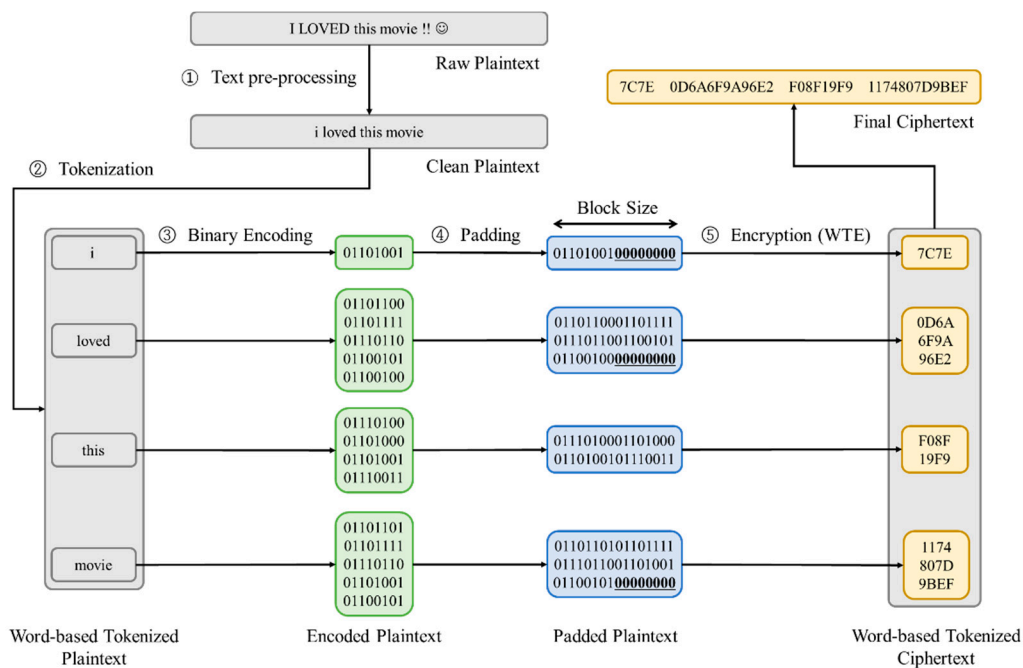 I LOVED this movie !! ☺
Raw Plaintext
① Text pre-processing
i loved this movie
Clean Plaintext
② Tokenization
7C7E 0D6A6F9A96E2 F08F19F9 1174807D9BEF
Final Ciphertext
Block Size
③ Binary Encoding
④ Padding
⑤ Encryption (WTE)
i
01101001
0110100100000000
7C7E
loved
01101100
01101111
01110110
01100101
01100100
0110110001101111
0111011001100101
0110010000000000
0D6A
6F9A
96E2
this
01110100
01101000
01101001
01110011
0111010001101000
0110100101110011
F08F
19F9
movie
01101101
01101111
01110110
01101001
01100101
0110110101101111
0111011001101001
0110010100000000
1174
807D
9BEF
Word-based Tokenized
Plaintext
Encoded Plaintext
Padded Plaintext
Word-based Tokenized
Ciphertext